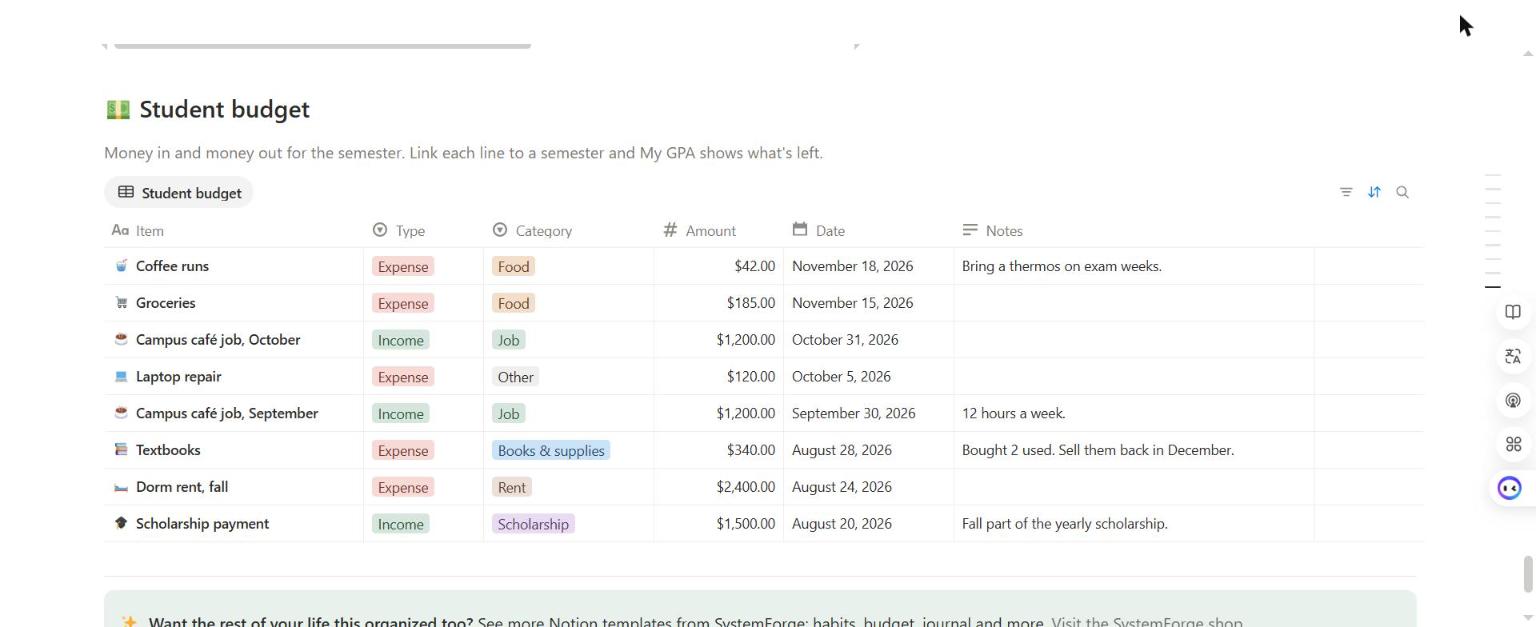 Student budget
Money in and money out for the semester. Link each line to a semester and My GPA shows what's left.
Student budget
Aa Item Type Category # Amount Date Notes
Coffee runs Expense Food $42.00 November 18, 2026 Bring a thermos on exam weeks.
Groceries Expense Food $185.00 November 15, 2026
Campus café job, October Income Job $1,200.00 October 31, 2026
Laptop repair Expense Other $120.00 October 5, 2026
Campus café job, September Income Job $1,200.00 September 30, 2026 12 hours a week.
Textbooks Expense Books & supplies $340.00 August 28, 2026 Bought 2 used. Sell them back in December.
Dorm rent, fall Expense Rent $2,400.00 August 24, 2026
Scholarship payment Income Scholarship $1,500.00 August 20, 2026 Fall part of the yearly scholarship.
Want the rest of your life this organized too? See more Notion templates from SystemForge: habits, budget, journal and more. Visit the SystemForge shop